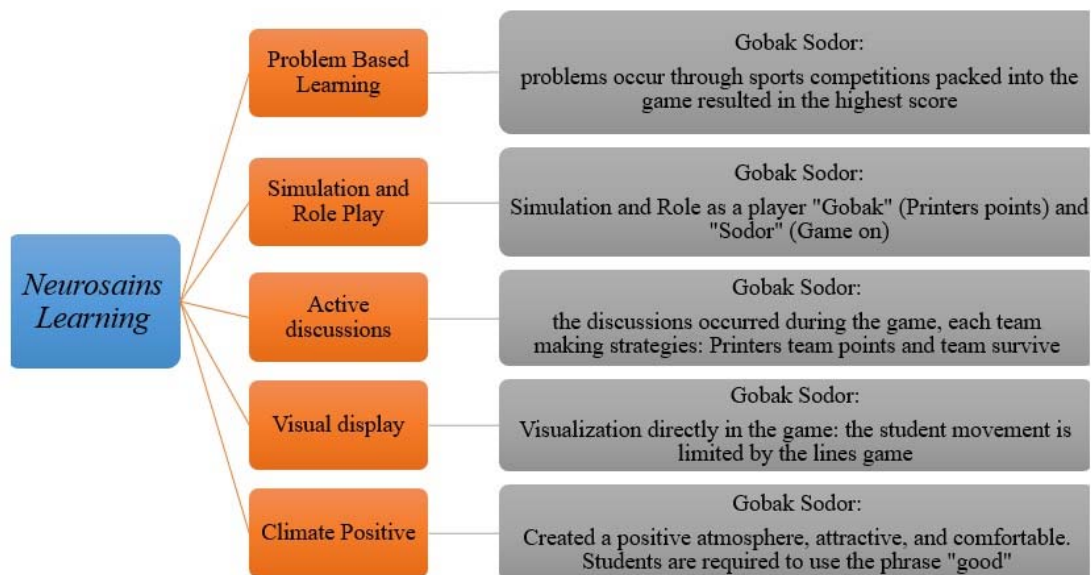 Neurosains
Learning
Problem Based
Learning
Gobak Sodor:
problems occur through sports competitions packed into the
game resulted in the highest score
Simulation and
Role Play
Gobak Sodor:
Simulation and Role as a player "Gobak" (Printers points) and
"Sodor" (Game on)
Active
discussions
Gobak Sodor:
the discussions occurred during the game, each team
making strategies: Printers team points and team survive
Visual display
Gobak Sodor:
Visualization directly in the game: the student movement is
limited by the lines game
Climate Positive
Gobak Sodor:
Created a positive atmosphere, attractive, and comfortable.
Students are required to use the phrase "good"